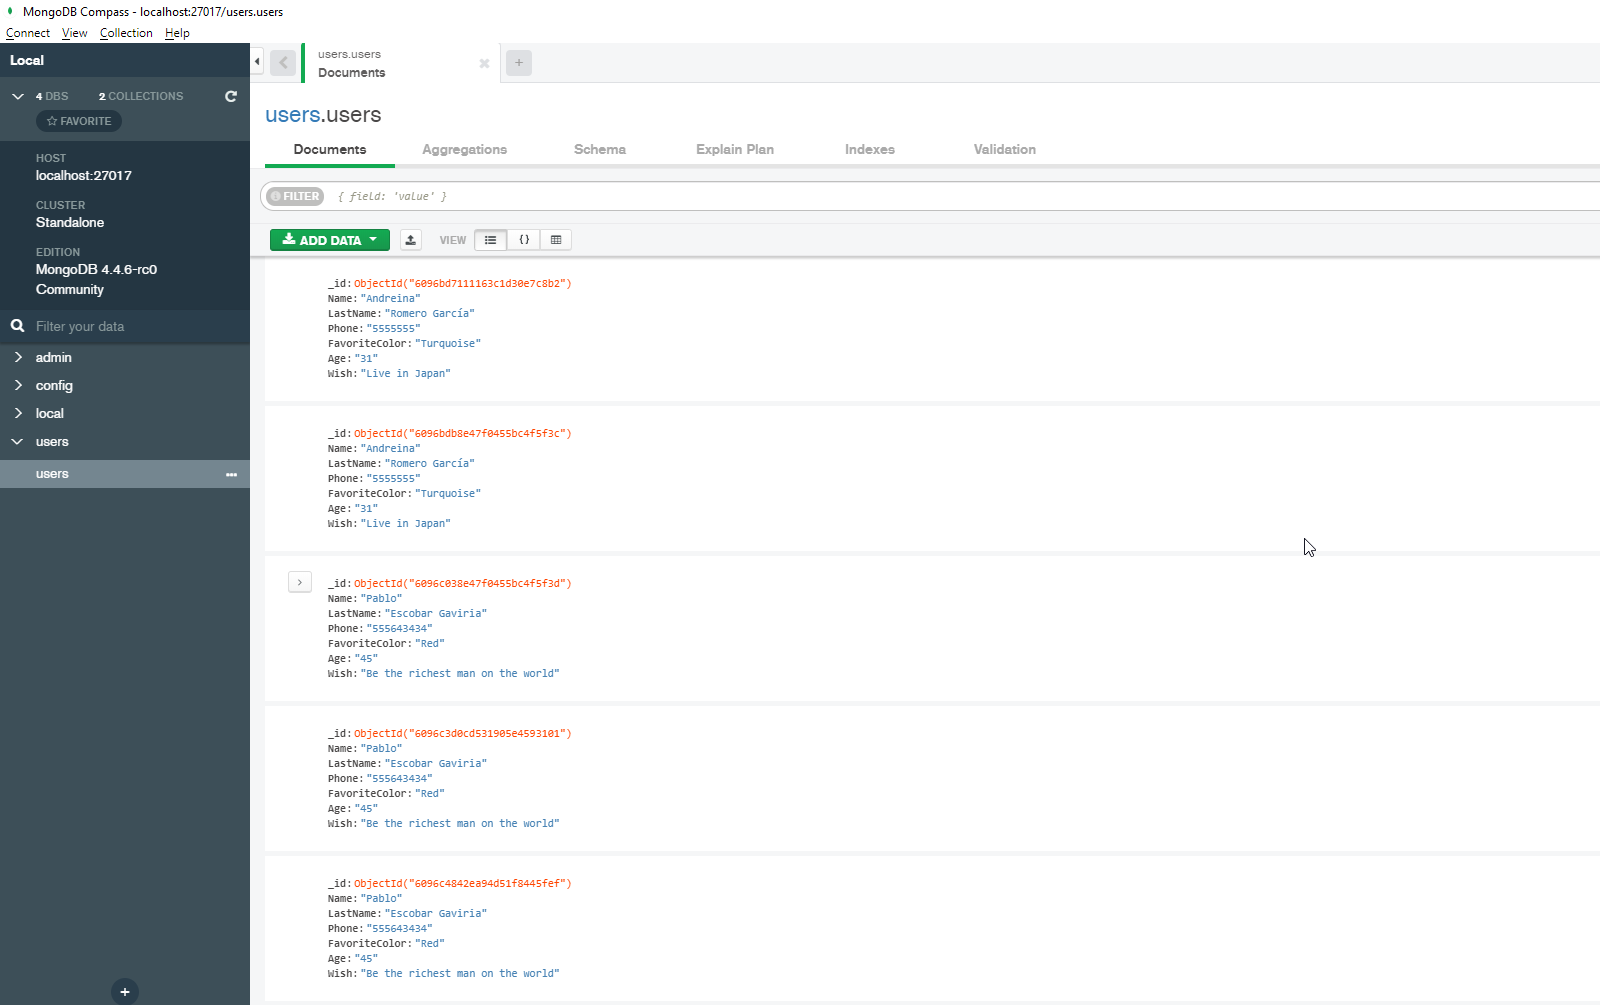 MongoDB Compass - localhost:27017/users.users
Connect View Collection Help
Local
4 DBS 2 COLLECTIONS
FAVORITE
HOST
localhost:27017
CLUSTER
Standalone
EDITION
MongoDB 4.4.6-rc0
Community
Filter your data
admin
config
local
users
users
users.users
Documents
users.users
Documents Aggregations Schema Explain Plan Indexes Validation
FILTER { field: 'value' }
ADD DATA VIEW {}
_id: ObjectId("6096bd7111163c1d30e7c8b2")
Name: "Andreina"
LastName: "Romero García"
Phone: "5555555"
FavoriteColor: "Turquoise"
Age: "31"
Wish: "Live in Japan"
_id: ObjectId("6096bdb8e47f0455bc4f5f3c")
Name: "Andreina"
LastName: "Romero García"
Phone: "5555555"
FavoriteColor: "Turquoise"
Age: "31"
Wish: "Live in Japan"
_id: ObjectId("6096c038e47f0455bc4f5f3d")
Name: "Pablo"
LastName: "Escobar Gaviria"
Phone: "555643434"
FavoriteColor: "Red"
Age: "45"
Wish: "Be the richest man on the world"
_id: ObjectId("6096c3d0cd531905e4593101")
Name: "Pablo"
LastName: "Escobar Gaviria"
Phone: "555643434"
FavoriteColor: "Red"
Age: "45"
Wish: "Be the richest man on the world"
_id: ObjectId("6096c4842ea94d51f8445fef")
Name: "Pablo"
LastName: "Escobar Gaviria"
Phone: "555643434"
FavoriteColor: "Red"
Age: "45"
Wish: "Be the richest man on the world"